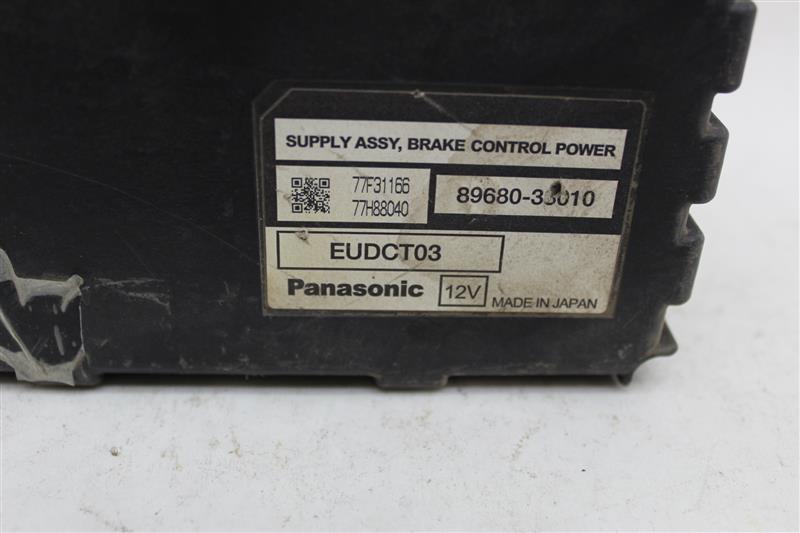 SUPPLY ASSY, BRAKE CONTROL POWER
77F31166
77H88040
89680-33010
EUDCT03
Panasonic 12V MADE IN JAPAN